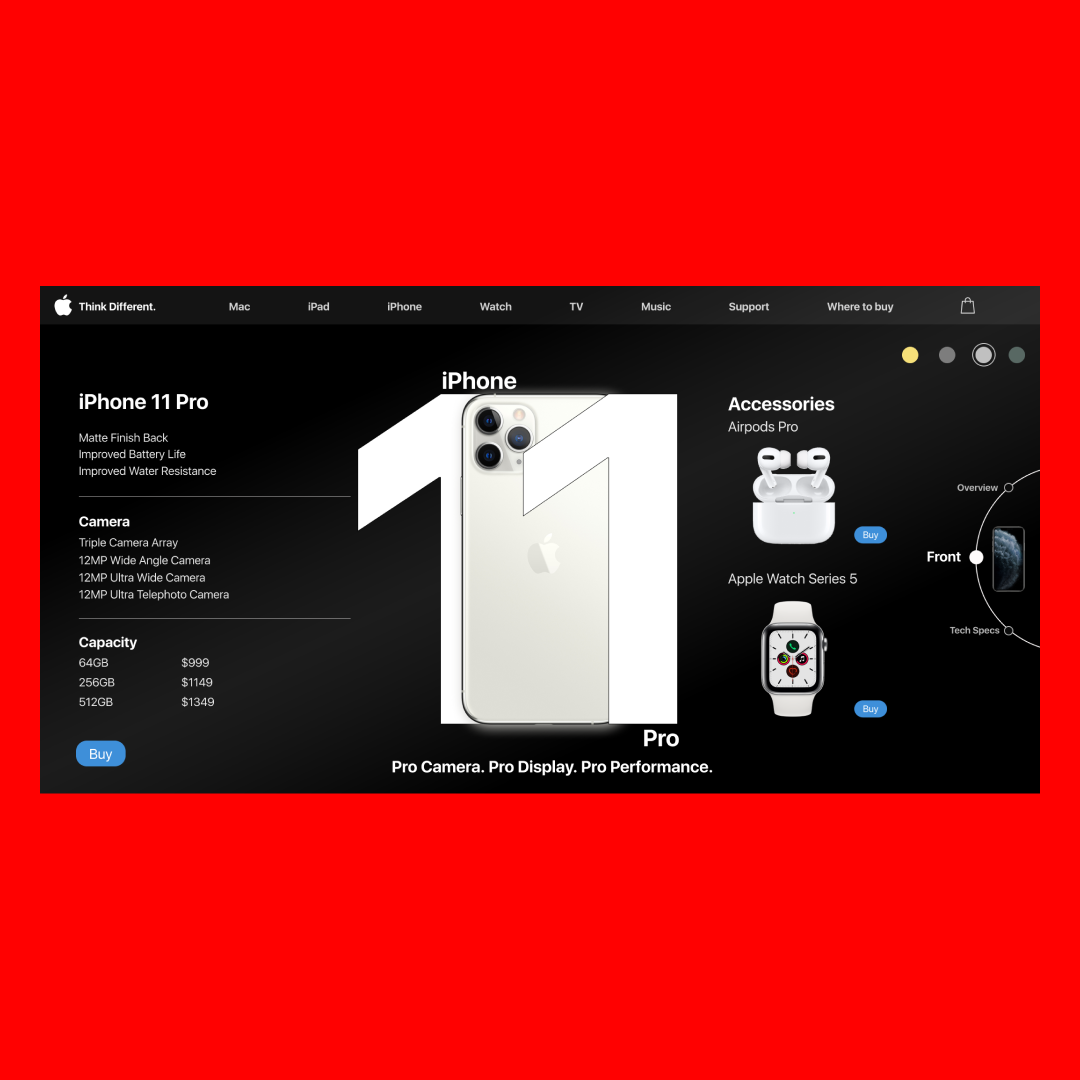 Think Different.
Mac
iPad
iPhone
Watch
TV
Music
Support
Where to buy
iPhone 11 Pro
Matte Finish Back
Improved Battery Life
Improved Water Resistance
Camera
Triple Camera Array
12MP Wide Angle Camera
12MP Ultra Wide Camera
12MP Ultra Telephoto Camera
Capacity
64GB $999
256GB $1149
512GB $1349
Buy
iPhone
11
Pro
Pro Camera. Pro Display. Pro Performance.
Accessories
Airpods Pro
Buy
Apple Watch Series 5
Buy
Overview
Front
Tech Specs